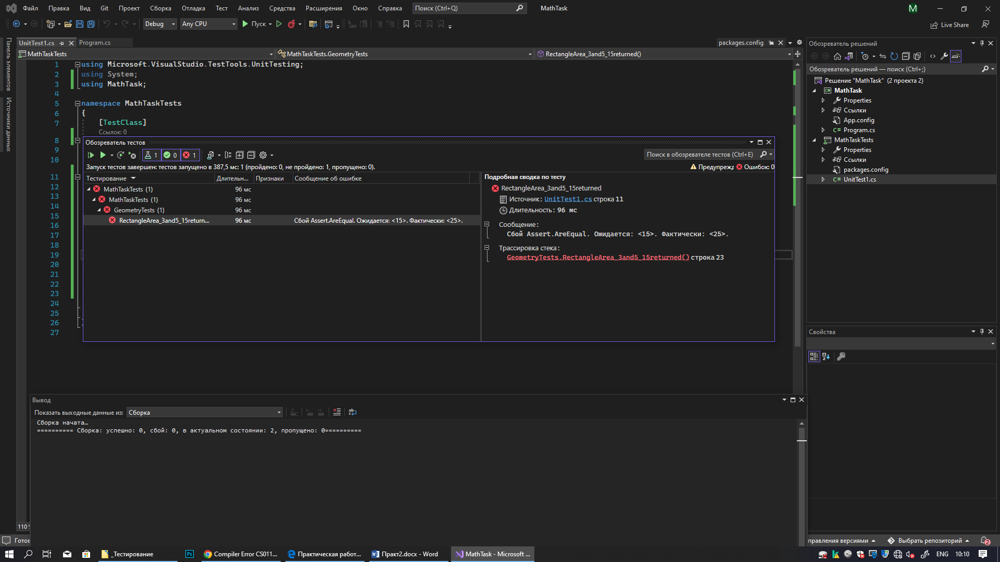 Файл Правка Вид Git Проект Сборка Отладка Тест Анализ Средства Расширения Окно Справка Поиск (Ctrl+Q) MathTask M
Debug Any CPU Пуск Live Share
Панель элементов
Источники данных
UnitTest1.cs Program.cs packages.config
MathTaskTests MathTaskTests.GeometryTests RectangleArea_3and5_15returned()
1 using Microsoft.VisualStudio.TestTools.UnitTesting;
2 using System;
3 using MathTask;
4
5 namespace MathTaskTests
6 {
7 [TestClass]
Ссылок: 0
8
9
10
11
12
13
14
15
16
17
18
19
20
21
22
23
24
25
26
27
Обозреватель тестов
1 0 1
Поиск в обозревателе тестов (Ctrl+E)
Запуск тестов завершен: тестов запущено в 387,5 мс: 1 (пройдено: 0, не пройдено: 1, пропущено: 0).
Предупрежд Ошибок: 0
Тестирование Длительн... Признаки Сообщение об ошибке
MathTaskTests (1) 96 мс
MathTaskTests (1) 96 мс
GeometryTests (1) 96 мс
RectangleArea_3and5_15return... 96 мс Сбой Assert.AreEqual. Ожидается: <15>. Фактически: <25>.
Подробная сводка по тесту
RectangleArea_3and5_15returned
Источник: UnitTest1.cs строка 11
Длительность: 96 мс
Сообщение:
Сбой Assert.AreEqual. Ожидается: <15>. Фактически: <25>.
Трассировка стека:
GeometryTests.RectangleArea_3and5_15returned() строка 23
Вывод
Показать выходные данные из: Сборка
Сборка начата…
========== Сборка: успешно: 0, сбой: 0, в актуальном состоянии: 2, пропущено: 0==========
110 %
Обозреватель решений
Обозреватель решений — поиск (Ctrl+;)
Решение "MathTask" (2 проекта 2)
C# MathTask
Properties
Ссылки
App.config
C# Program.cs
MathTaskTests
Properties
Ссылки
packages.config
C# UnitTest1.cs
Свойства
Готов
правления версиями Выбрать репозиторий 2
_Тестирование Ps Compiler Error CS011... Практическая работ... Практ2.docx - Word MathTask - Microsoft ... ENG 10:10